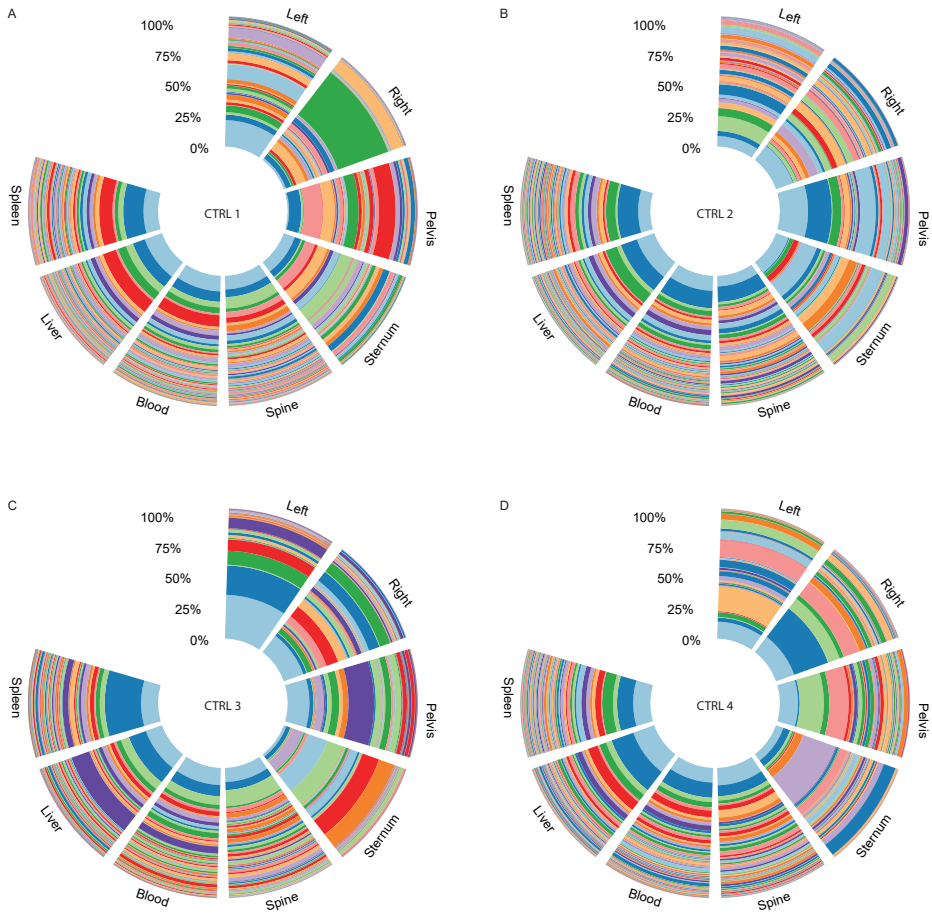 A
100%
75%
50%
25%
0%
Left
Right
Pelvis
Sternum
Spine
Blood
Liver
Spleen
CTRL 1
B
100%
75%
50%
25%
0%
Left
Right
Pelvis
Sternum
Spine
Blood
Liver
Spleen
CTRL 2
C
100%
75%
50%
25%
0%
Left
Right
Pelvis
Sternum
Spine
Blood
Liver
Spleen
CTRL 3
D
100%
75%
50%
25%
0%
Left
Right
Pelvis
Sternum
Spine
Blood
Liver
Spleen
CTRL 4